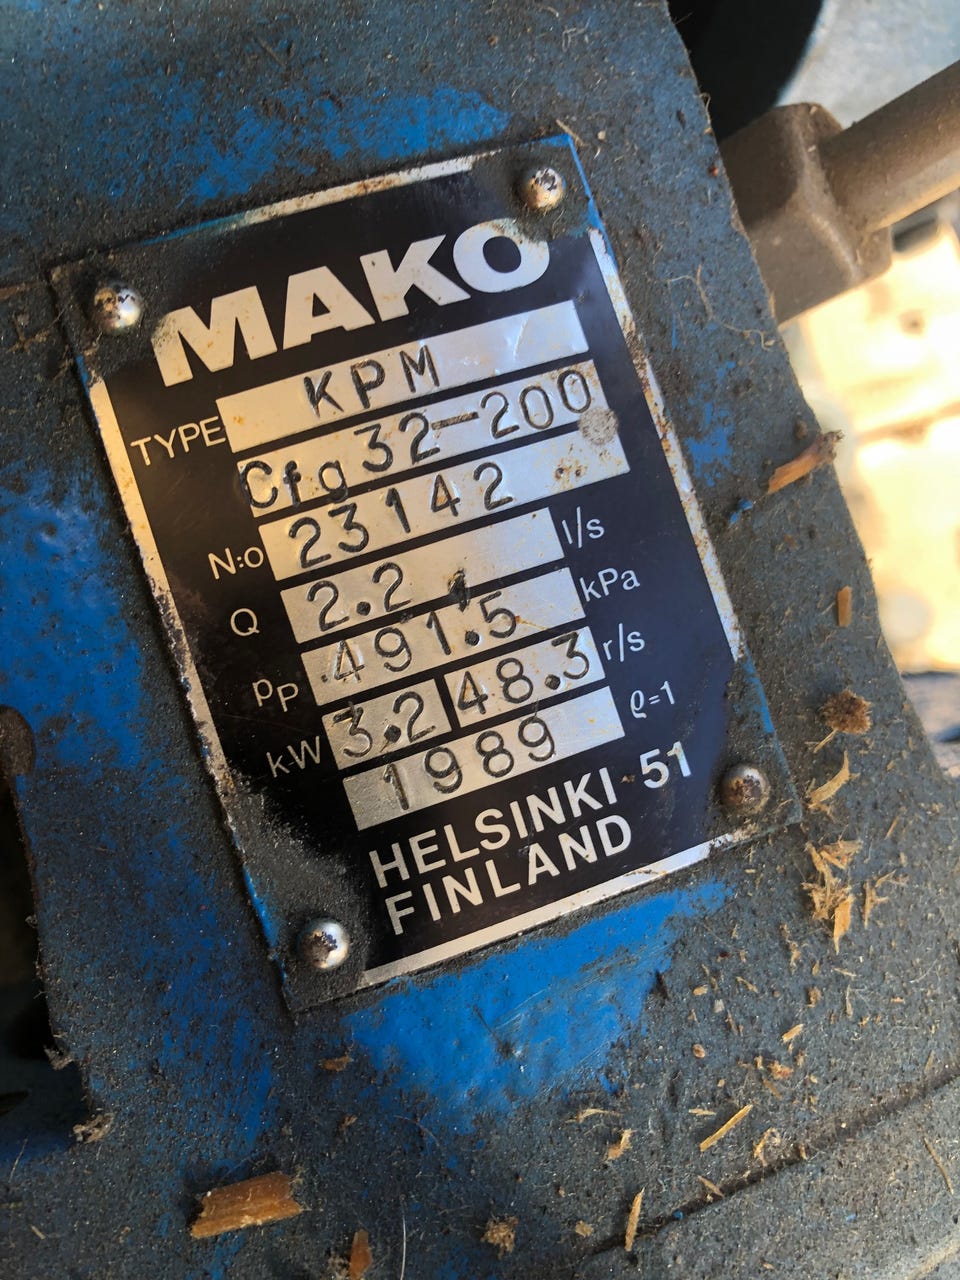 MAKO
TYPE KPM
Cfg 32-200
N:o 23142
Q 2.2 l/s
pp 491.5 kPa
kW 3.2 48.3 r/s
1989 ϱ=1
HELSINKI 51
FINLAND